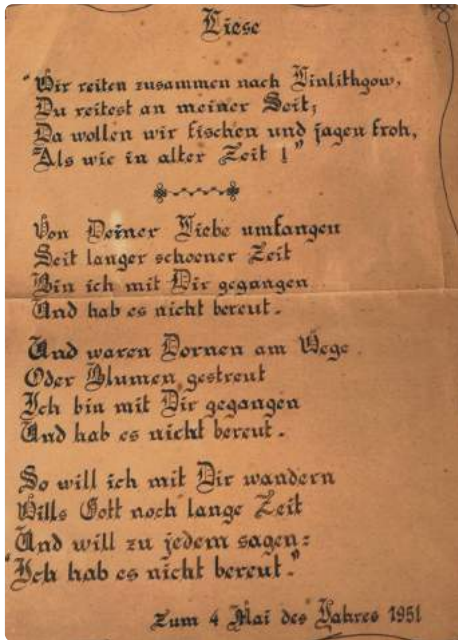 Liese
"Wir reiten zusammen nach Linlithgow,
Du reitest an meiner Seit;
Da wollen wir fischen und jagen froh,
Als wie in alter Zeit !"
Von Deiner Liebe umfangen
Seit langer schoener Zeit
Bin ich mit Dir gegangen
Und hab es nicht bereut.
Und waren Dornen am Wege
Oder Blumen gestreut
Ich bin mit Dir gegangen
Und hab es nicht bereut.
So will ich mit Dir wandern
Wills Gott noch lange Zeit
Und will zu jedem sagen:
"Ich hab es nicht bereut."
Zum 4 Mai des Jahres 1951